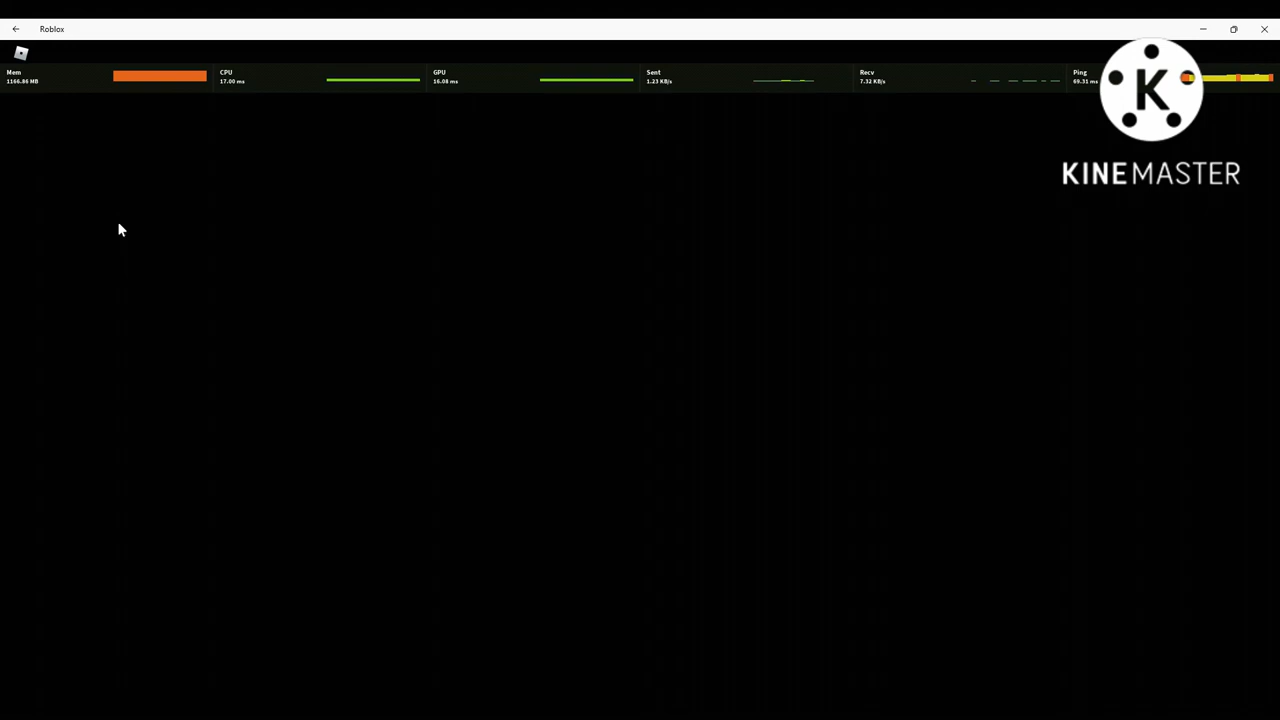 Roblox
Mem
1166.86 MB
CPU
17.00 ms
GPU
16.08 ms
Sent
1.23 KB/s
Recv
7.32 KB/s
Ping
69.31 ms
K
KINEMASTER